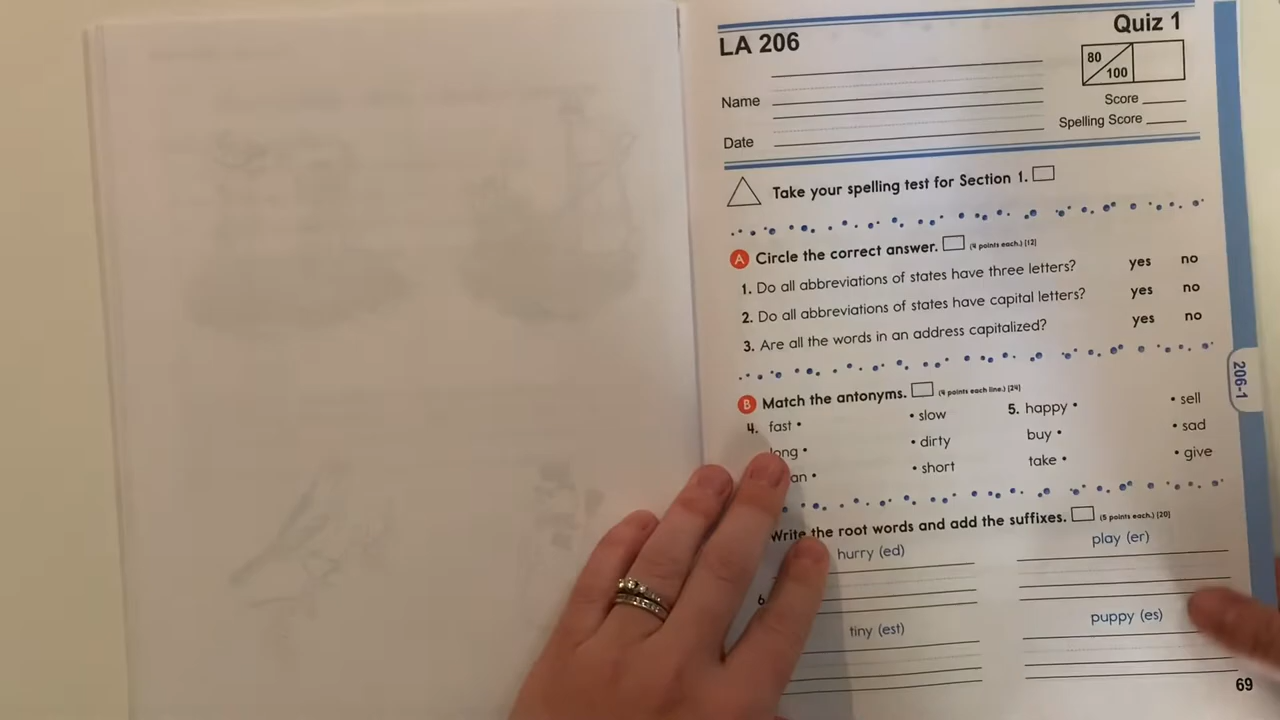 LA 206
Quiz 1
80
100
Name
Score
Date
Spelling Score
Take your spelling test for Section 1.
A Circle the correct answer. (4 points each.) [12]
1. Do all abbreviations of states have three letters? yes no
2. Do all abbreviations of states have capital letters? yes no
3. Are all the words in an address capitalized? yes no
206-1
B Match the antonyms. (4 points each line.) [24]
4. fast • • slow 5. happy • • sell
long • • dirty buy • • sad
an • • short take • • give
Write the root words and add the suffixes. (5 points each.) [20]
hurry (ed) play (er)
6
tiny (est) puppy (es)
69